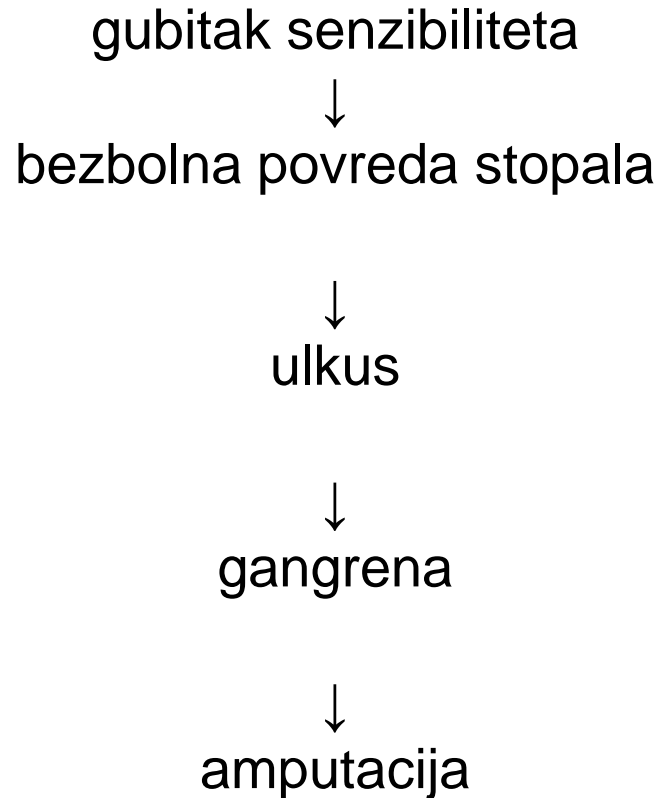 gubitak senzibiliteta
↓
bezbolna povreda stopala
↓
ulkus
↓
gangrena
↓
amputacija